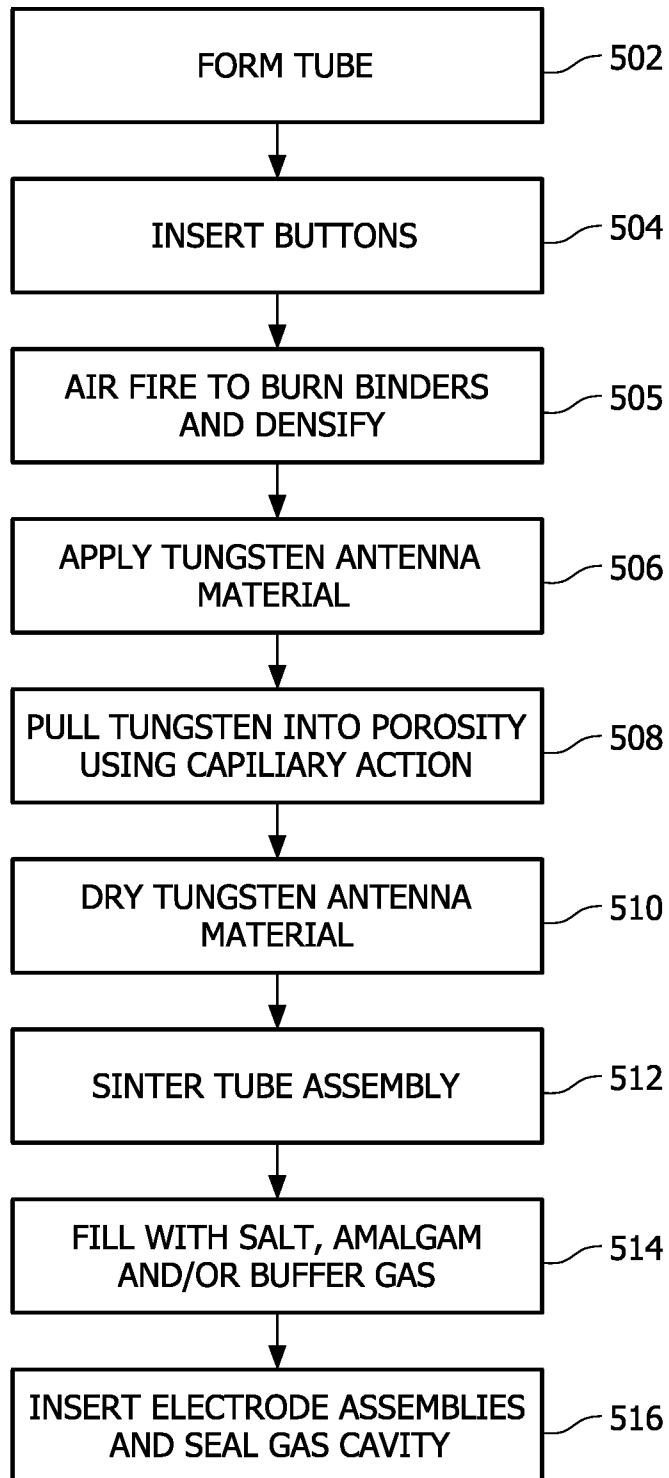 FORM TUBE
502
INSERT BUTTONS
504
AIR FIRE TO BURN BINDERS
AND DENSIFY
505
APPLY TUNGSTEN ANTENNA
MATERIAL
506
PULL TUNGSTEN INTO POROSITY
USING CAPILIARY ACTION
508
DRY TUNGSTEN ANTENNA
MATERIAL
510
SINTER TUBE ASSEMBLY
512
FILL WITH SALT, AMALGAM
AND/OR BUFFER GAS
514
INSERT ELECTRODE ASSEMBLIES
AND SEAL GAS CAVITY
516